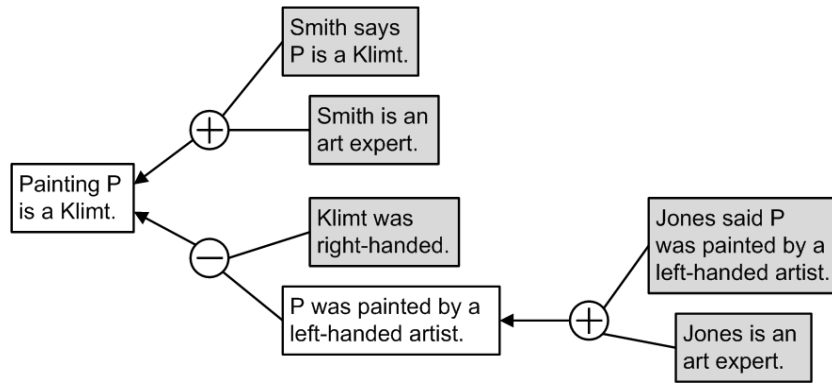 Smith says
P is a Klimt.
Smith is an
art expert.
Painting P
is a Klimt.
Klimt was
right-handed.
P was painted by a
left-handed artist.
Jones said P
was painted by a
left-handed artist.
Jones is an
art expert.